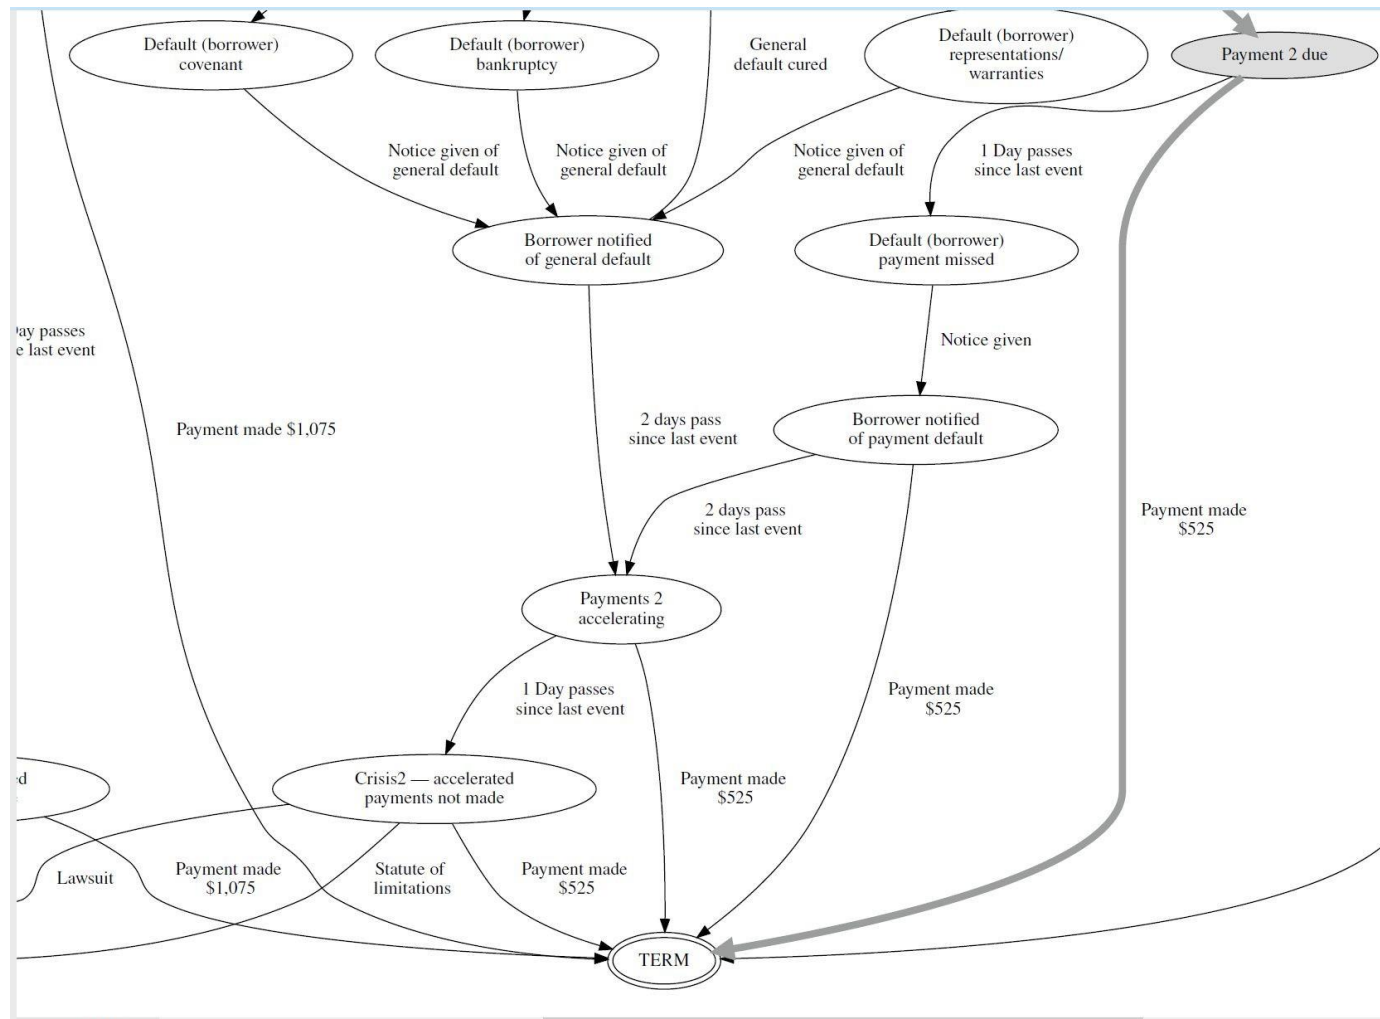 Default (borrower)
covenant
Default (borrower)
bankruptcy
General
default cured
Default (borrower)
representations/
warranties
Payment 2 due
Notice given of
general default
Notice given of
general default
Notice given of
general default
1 Day passes
since last event
Borrower notified
of general default
Default (borrower)
payment missed
ay passes
e last event
Notice given
Payment made $1,075
2 days pass
since last event
Borrower notified
of payment default
2 days pass
since last event
Payment made
$525
Payments 2
accelerating
1 Day passes
since last event
Payment made
$525
ed
Crisis2 — accelerated
payments not made
Payment made
$525
Lawsuit
Payment made
$1,075
Statute of
limitations
Payment made
$525
TERM